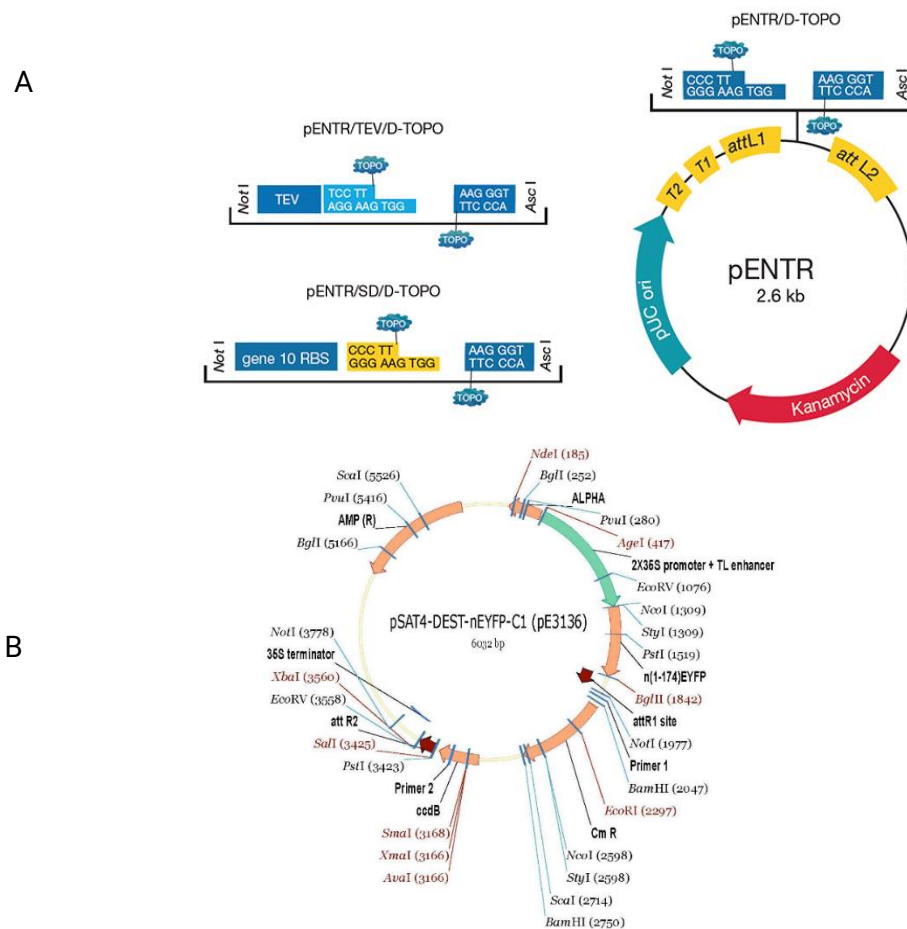 A
pENTR/D-TOPO
TOPO
Not I
CCC TT
GGG AAG TGG
AAG GGT
TTC CCA
Asc I
TOPO
pENTR/TEV/D-TOPO
TOPO
Not I
TEV
TCC TT
AGG AAG TGG
AAG GGT
TTC CCA
Asc I
TOPO
pENTR/SD/D-TOPO
TOPO
Not I
gene 10 RBS
CCC TT
GGG AAG TGG
AAG GGT
TTC CCA
Asc I
TOPO
T2
T1
attL1
att L2
pUC ori
pENTR
2.6 kb
Kanamycin
B
NdeI (185)
BglI (252)
ALPHA
PvuI (280)
AgeI (417)
2X35S promoter + TL enhancer
EcoRV (1076)
NcoI (1309)
StyI (1309)
PstI (1519)
n(1-174)EYFP
BglII (1842)
attR1 site
NotI (1977)
Primer 1
BamHI (2047)
EcoRI (2297)
Cm R
NcoI (2598)
StyI (2598)
ScaI (2714)
BamHI (2750)
ScaI (5526)
PvuI (5416)
AMP (R)
BglI (5166)
pSAT4-DEST-nEYFP-C1 (pE3136)
6032 bp
NotI (3778)
35S terminator
XbaI (3560)
EcoRV (3558)
att R2
SalI (3425)
PstI (3423)
Primer 2
ccdB
SmaI (3168)
XmaI (3166)
AvaI (3166)